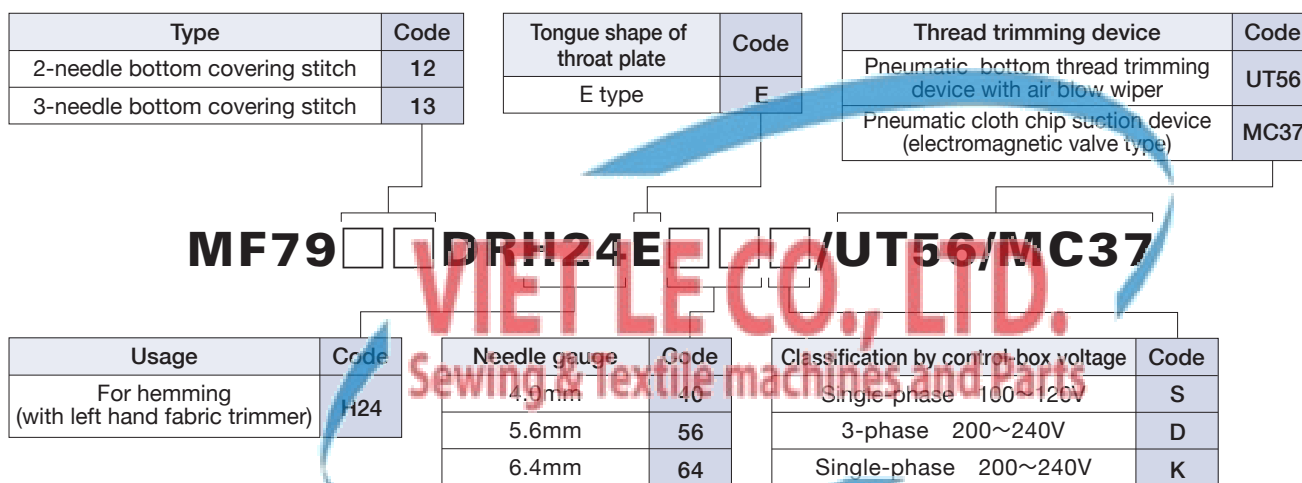 Type Code
2-needle bottom covering stitch 12
3-needle bottom covering stitch 13
Tongue shape of
throat plate Code
E type E
Thread trimming device Code
Pneumatic bottom thread trimming
device with air blow wiper UT56
Pneumatic cloth chip suction device
(electromagnetic valve type) MC37
MF79□□DRH24E□□□/UT56/MC37
VIET LE CO., LTD.
Sewing & Textile machines and Parts
Usage Code
For hemming
(with left hand fabric trimmer) H24
Needle gauge Code
4.0mm 40
5.6mm 56
6.4mm 64
Classification by control-box voltage Code
Single-phase 100~120V S
3-phase 200~240V D
Single-phase 200~240V K